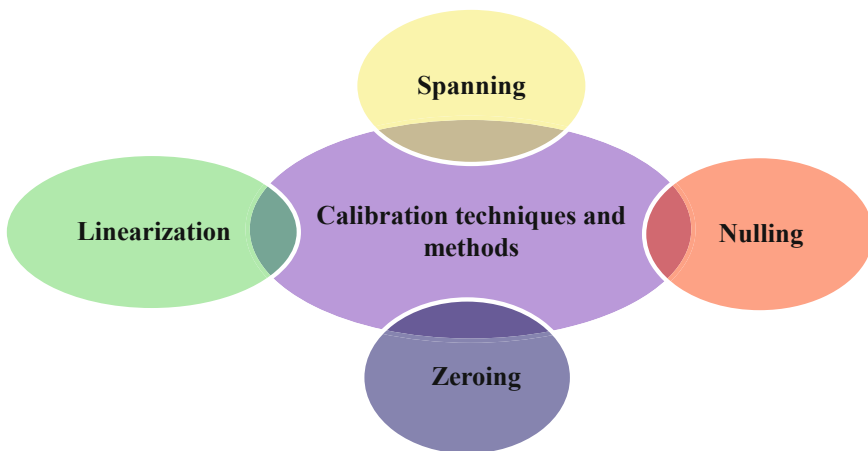 Spanning
Linearization
Calibration techniques and
methods
Nulling
Zeroing